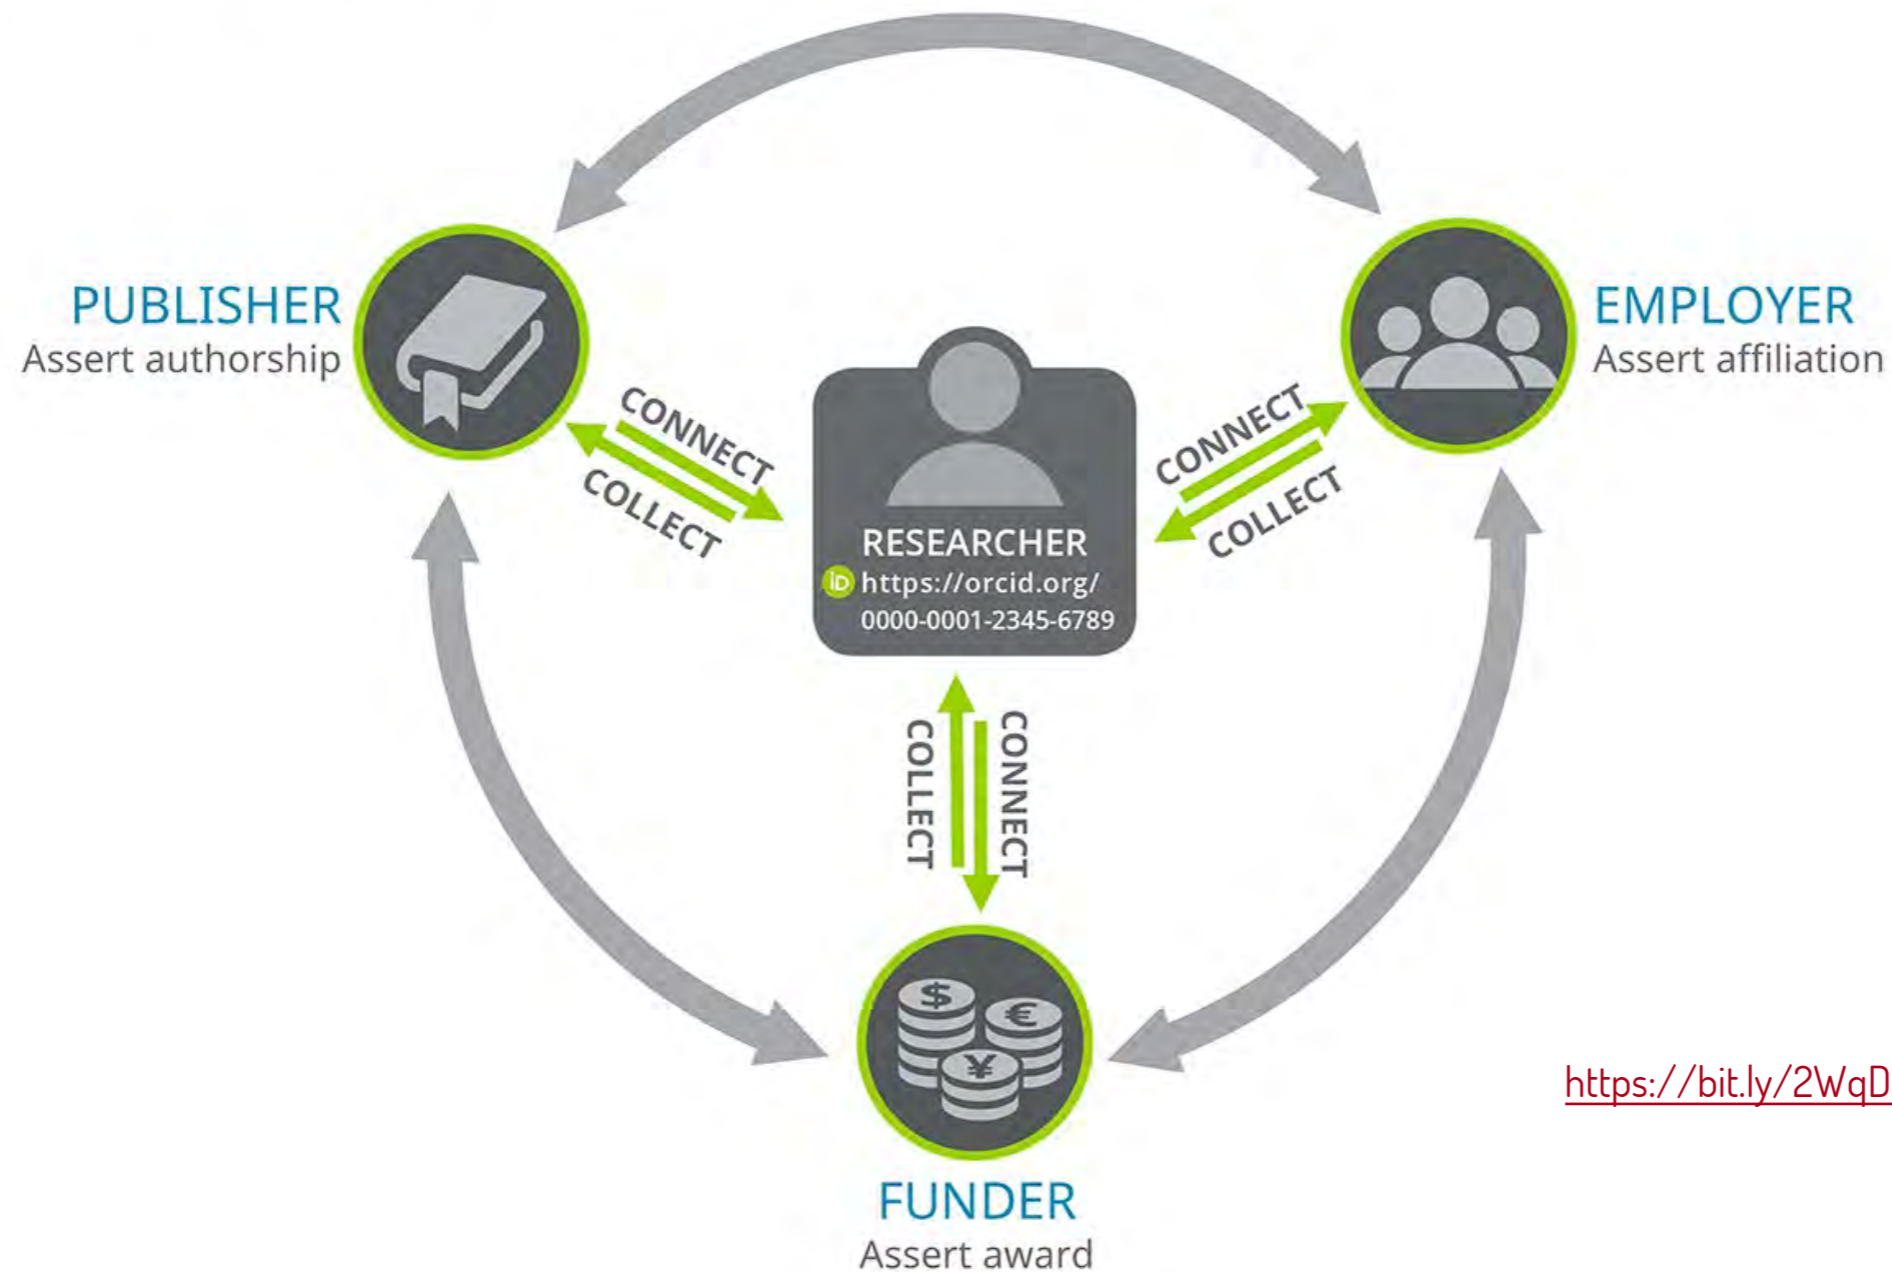 PUBLISHER
Assert authorship
EMPLOYER
Assert affiliation
CONNECT
COLLECT
CONNECT
COLLECT
RESEARCHER
iD https://orcid.org/
0000-0001-2345-6789
COLLECT
CONNECT
$
€
¥
https://bit.ly/2WqD
FUNDER
Assert award